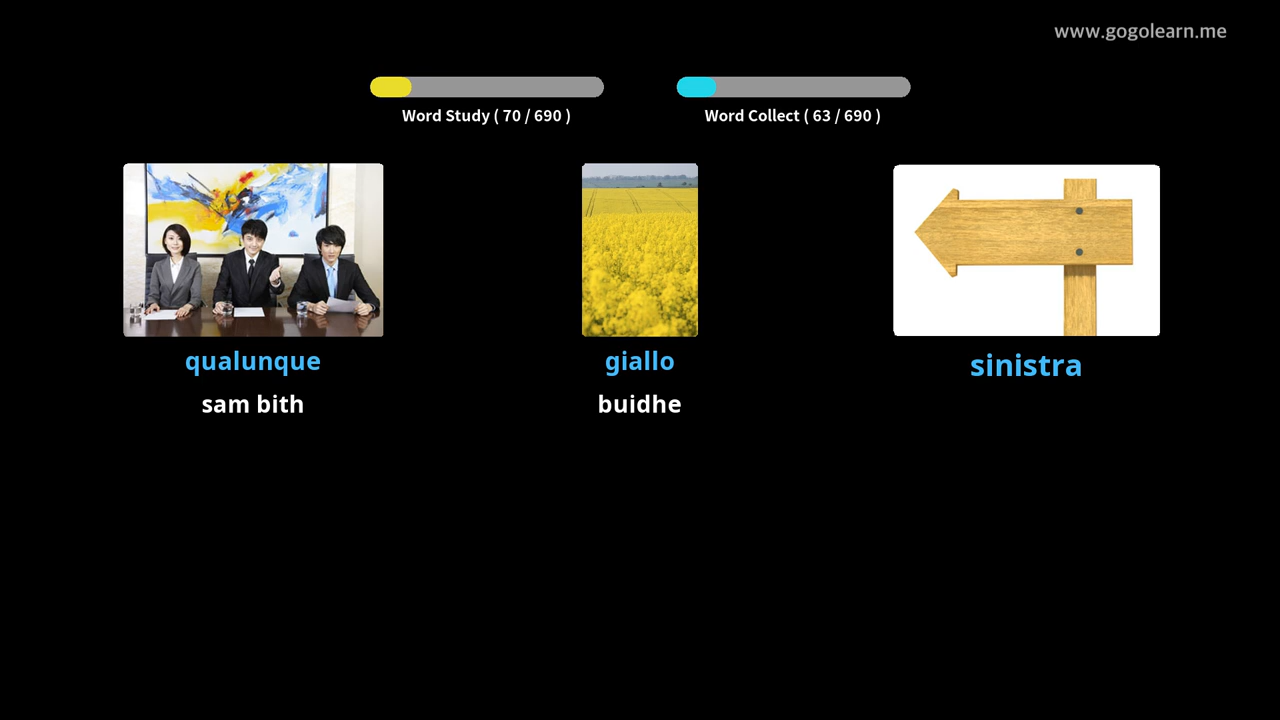 www.gogolearn.me
Word Study ( 70 / 690 )
Word Collect ( 63 / 690 )
qualunque
giallo
sinistra
sam bith
buidhe